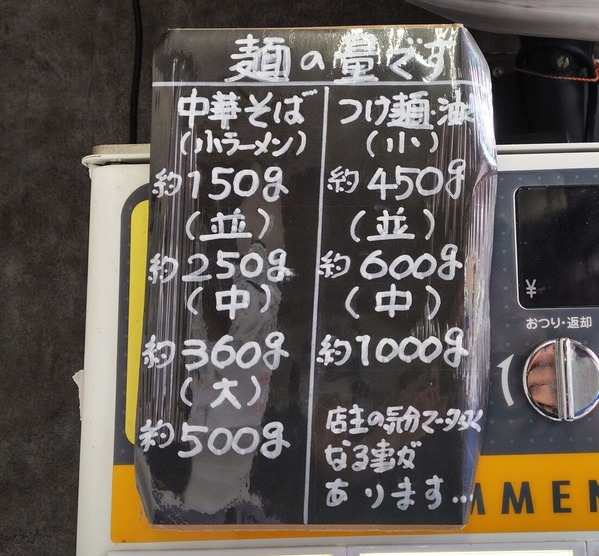 麺の量です
中華そば
(小ラーメン)
約150g
(並)
約250g
(中)
約360g
(大)
約500g
つけ麺・油
(小)
約450g
(並)
約600g
(中)
約1000g
店主の気分で多く
なる事が
あります…
¥
おつり・返却
MMEN